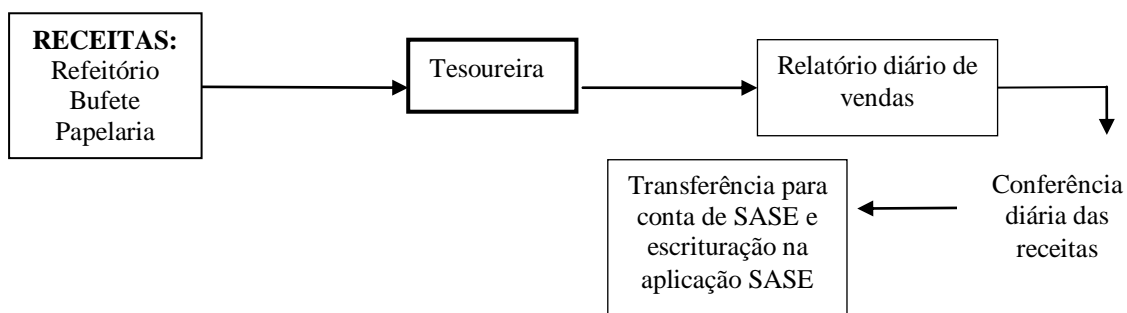 RECEITAS:
Refeitório
Bufete
Papelaria
Tesoureira
Relatório diário de
vendas
Conferência
diária das
receitas
Transferência para
conta de SASE e
escrituração na
aplicação SASE